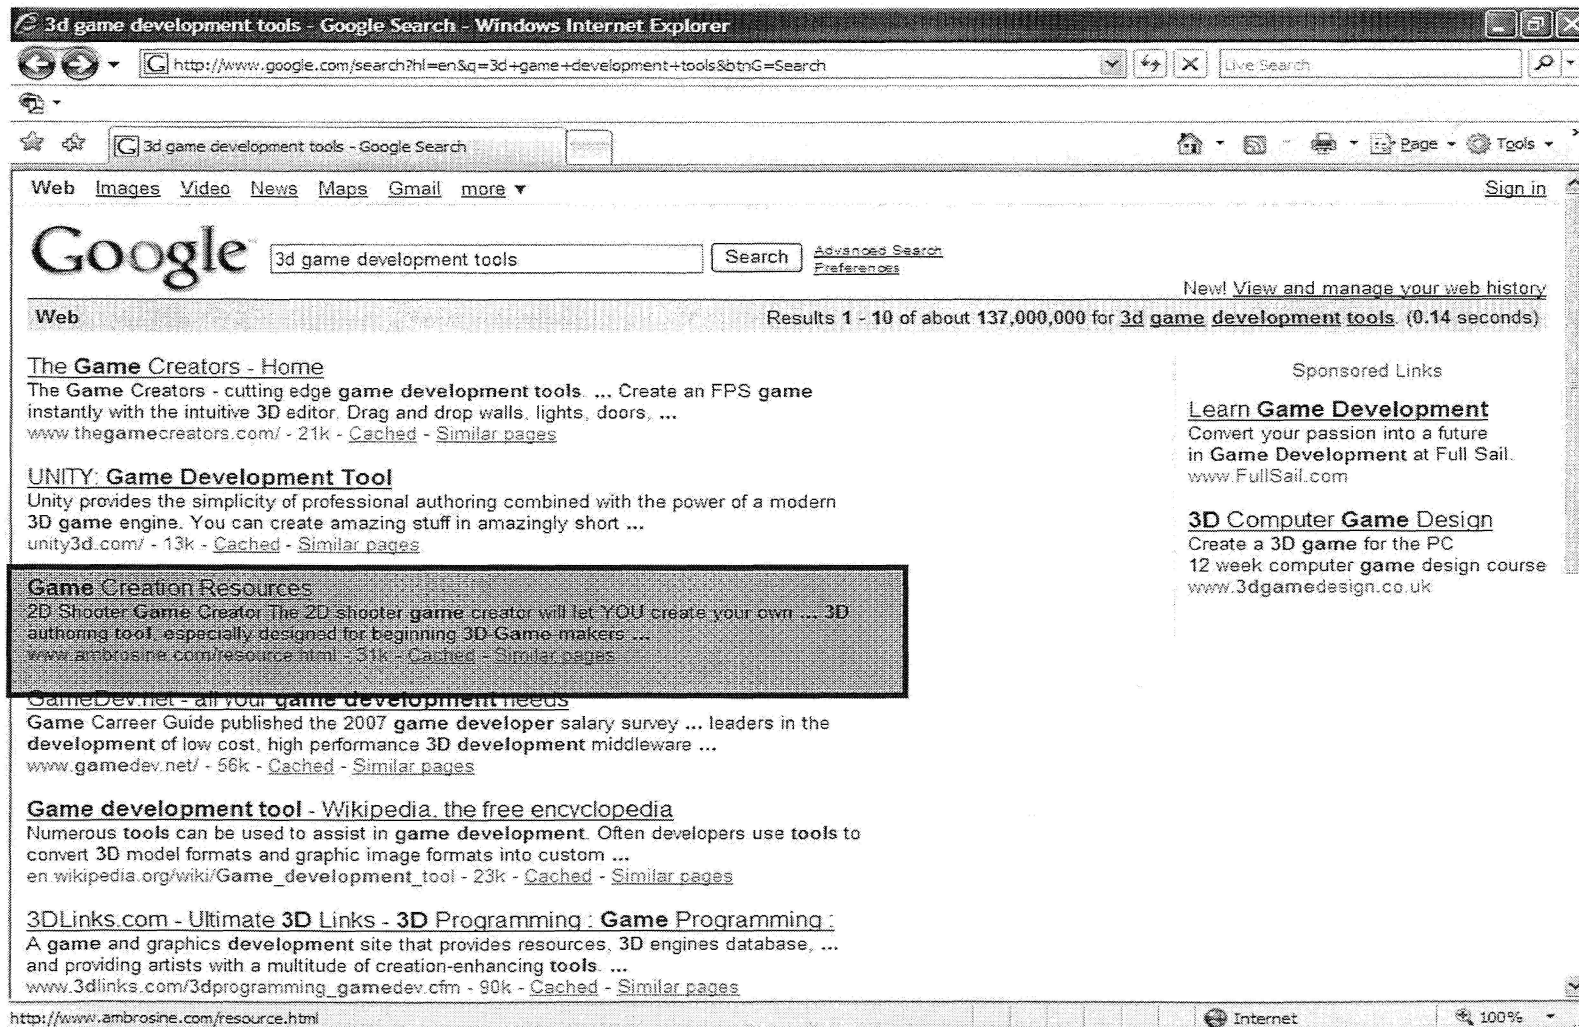 3d game development tools - Google Search - Windows Internet Explorer
http://www.google.com/search?hl=en&q=3d+game+development+tools&btnG=Search
Live Search
3d game development tools - Google Search
Page
Tools
Web Images Video News Maps Gmail more ▼
Sign in
Google
3d game development tools
Search
Advanced Search
Preferences
New! View and manage your web history
Web
Results 1 - 10 of about 137,000,000 for 3d game development tools. (0.14 seconds)
The Game Creators - Home
The Game Creators - cutting edge game development tools. ... Create an FPS game
instantly with the intuitive 3D editor. Drag and drop walls, lights, doors, ...
www.thegamecreators.com/ - 21k - Cached - Similar pages
UNITY: Game Development Tool
Unity provides the simplicity of professional authoring combined with the power of a modern
3D game engine. You can create amazing stuff in amazingly short ...
unity3d.com/ - 13k - Cached - Similar pages
Game Creation Resources
2D Shooter Game Creator The 2D shooter game creator will let YOU create your own ... 3D
authoring tool, especially designed for beginning 3D Game makers ...
www.ambrosine.com/resource.html - 31k - Cached - Similar pages
GameDev.net - all your game development needs
Game Carreer Guide published the 2007 game developer salary survey ... leaders in the
development of low cost, high performance 3D development middleware ...
www.gamedev.net/ - 56k - Cached - Similar pages
Game development tool - Wikipedia, the free encyclopedia
Numerous tools can be used to assist in game development. Often developers use tools to
convert 3D model formats and graphic image formats into custom ...
en.wikipedia.org/wiki/Game_development_tool - 23k - Cached - Similar pages
3DLinks.com - Ultimate 3D Links - 3D Programming : Game Programming :
A game and graphics development site that provides resources, 3D engines database, ...
and providing artists with a multitude of creation-enhancing tools. ...
www.3dlinks.com/3dprogramming_gamedev.cfm - 90k - Cached - Similar pages
Sponsored Links
Learn Game Development
Convert your passion into a future
in Game Development at Full Sail.
www.FullSail.com
3D Computer Game Design
Create a 3D game for the PC
12 week computer game design course
www.3dgamedesign.co.uk
http://www.ambrosine.com/resource.html
Internet
100%